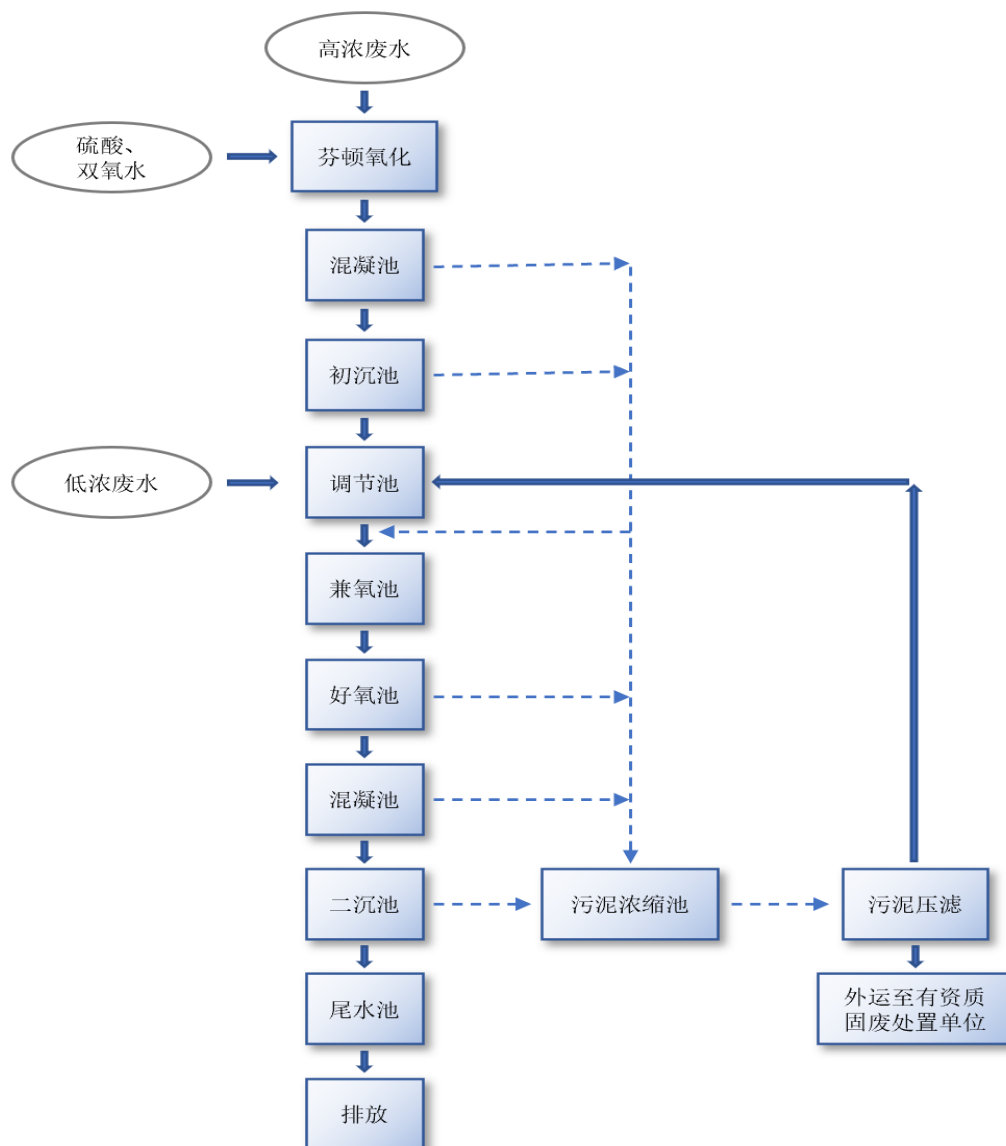 高浓废水
硫酸、
双氧水
芬顿氧化
混凝池
初沉池
低浓废水
调节池
兼氧池
好氧池
混凝池
二沉池
污泥浓缩池
污泥压滤
尾水池
外运至有资质
固废处置单位
排放